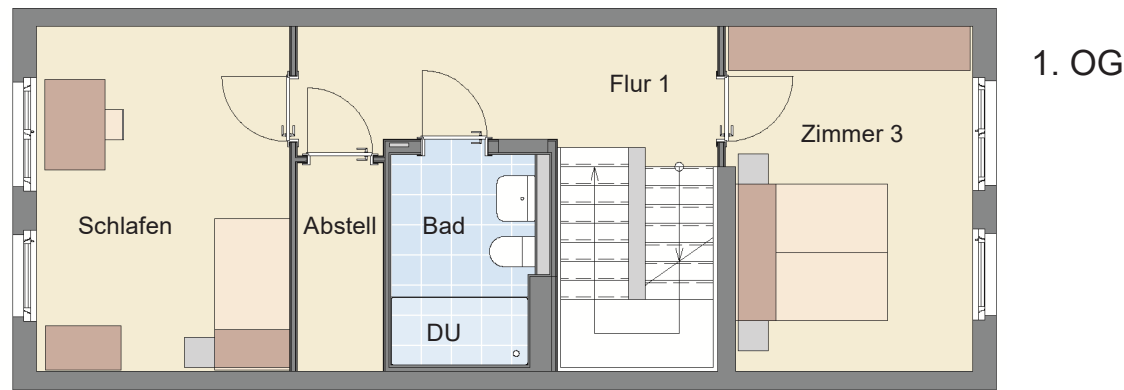 1. OG
Flur 1
Zimmer 3
Schlafen
Abstell
Bad
DU